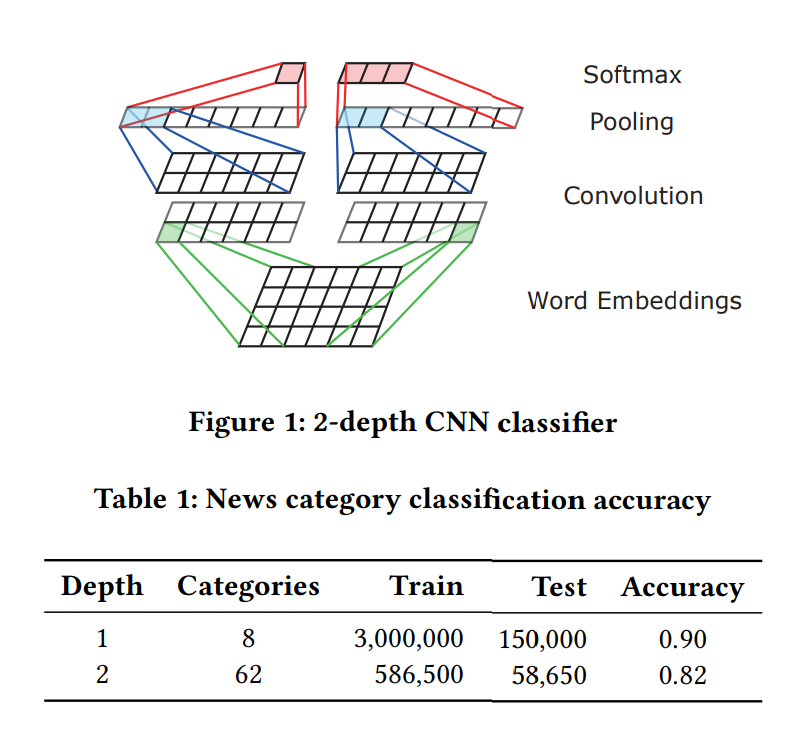 Softmax
Pooling
Convolution
Word Embeddings
Figure 1: 2-depth CNN classifier
Table 1: News category classification accuracy
Depth Categories Train Test Accuracy
1 8 3,000,000 150,000 0.90
2 62 586,500 58,650 0.82